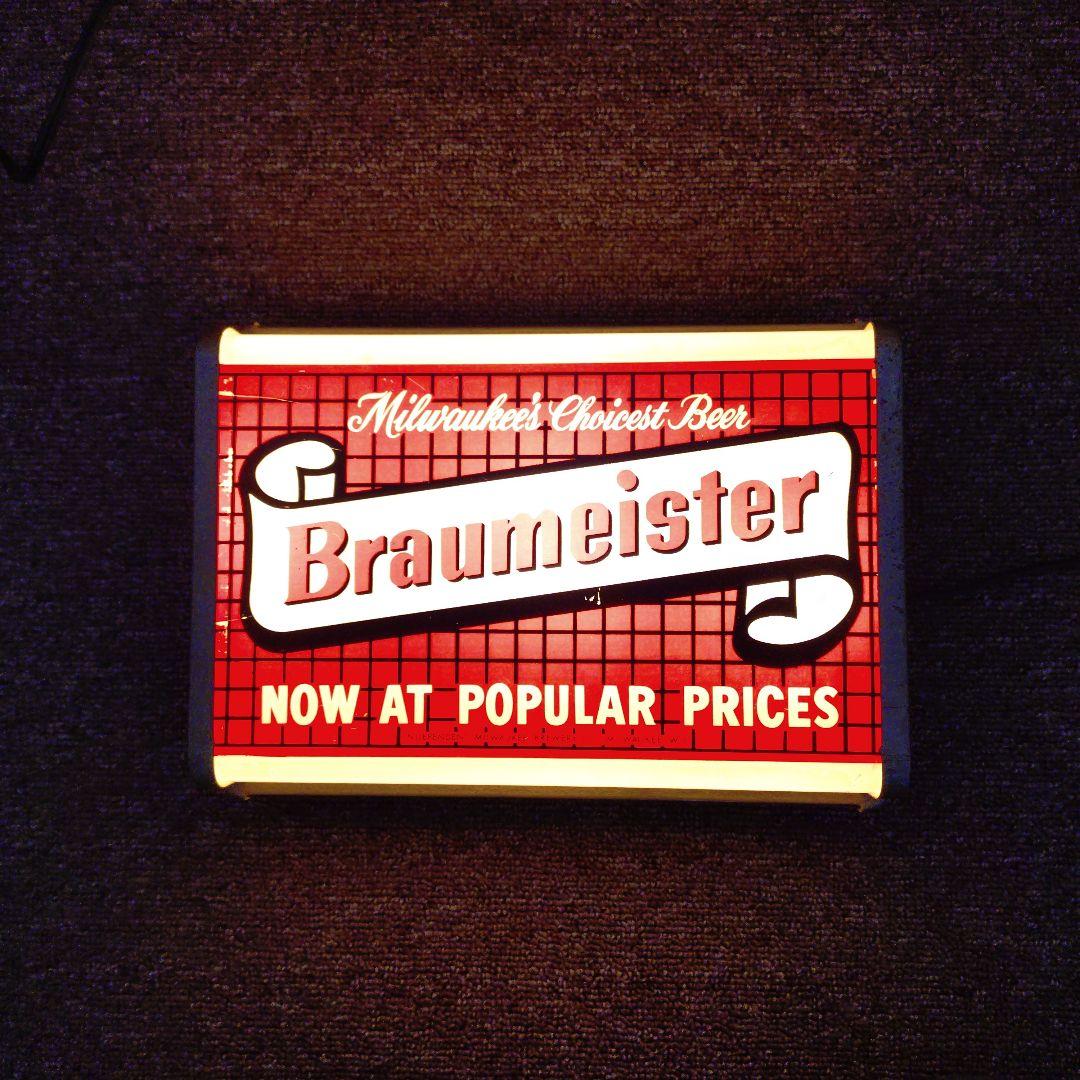 Milwaukee's Choicest Beer
Braumeister
NOW AT POPULAR PRICES